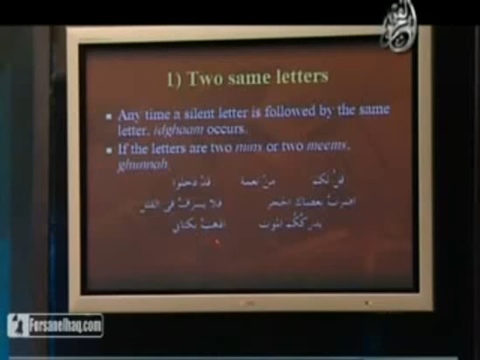 1) Two same letters
Any time a silent letter is followed by the same
letter, idghaam occurs.
If the letters are two nuns or two meems,
ghunnah.
قل لكم من نعمة قد دخلوا
اضرب بعصاك الحجر فلا يسرف في القتل
يدرككم الموت اذهب بكتابي
Forsanelhaq.com